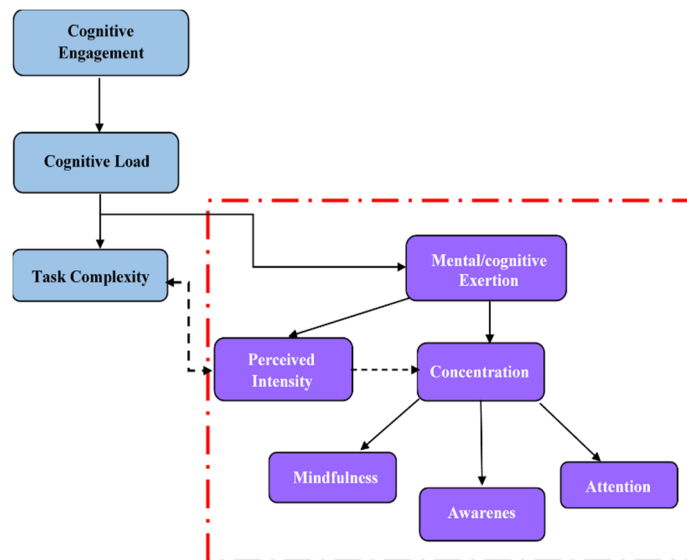 Cognitive
Engagement
Cognitive Load
Task Complexity
Mental/cognitive
Exertion
Perceived
Intensity
Concentration
Mindfulness
Awarenes
Attention